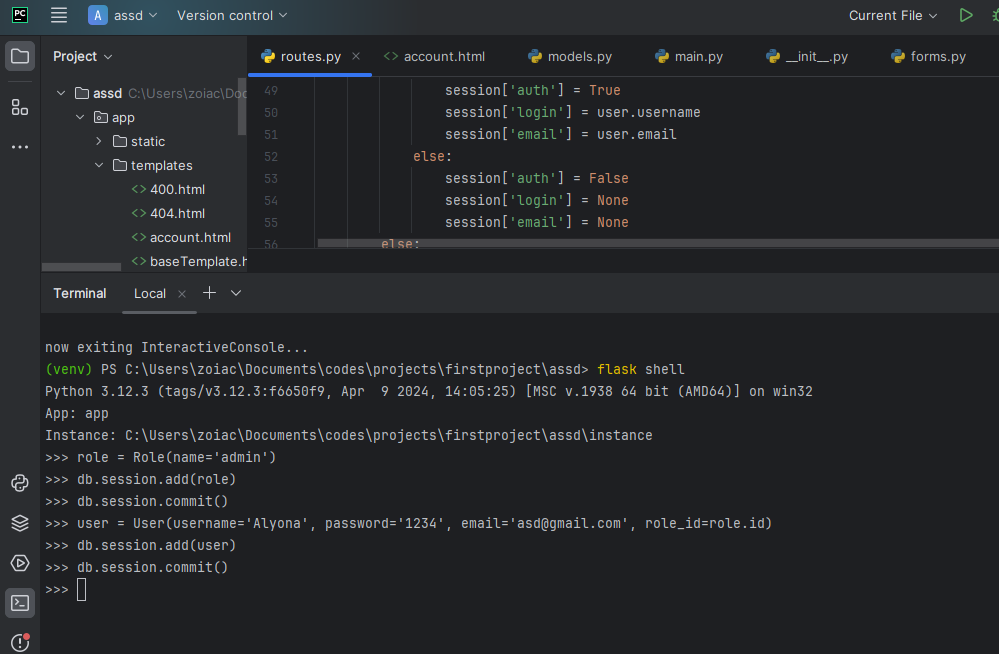 PC
A assd Version control Current File
Project
routes.py account.html models.py main.py __init__.py forms.py
assd C:\Users\zoiac\Doc
app
static
templates
400.html
404.html
account.html
baseTemplate.h
49 session['auth'] = True
50 session['login'] = user.username
51 session['email'] = user.email
52 else:
53 session['auth'] = False
54 session['login'] = None
55 session['email'] = None
56 else:
Terminal Local
now exiting InteractiveConsole...
(venv) PS C:\Users\zoiac\Documents\codes\projects\firstproject\assd> flask shell
Python 3.12.3 (tags/v3.12.3:f6650f9, Apr  9 2024, 14:05:25) [MSC v.1938 64 bit (AMD64)] on win32
App: app
Instance: C:\Users\zoiac\Documents\codes\projects\firstproject\assd\instance
>>> role = Role(name='admin')
>>> db.session.add(role)
>>> db.session.commit()
>>> user = User(username='Alyona', password='1234', email='asd@gmail.com', role_id=role.id)
>>> db.session.add(user)
>>> db.session.commit()
>>>